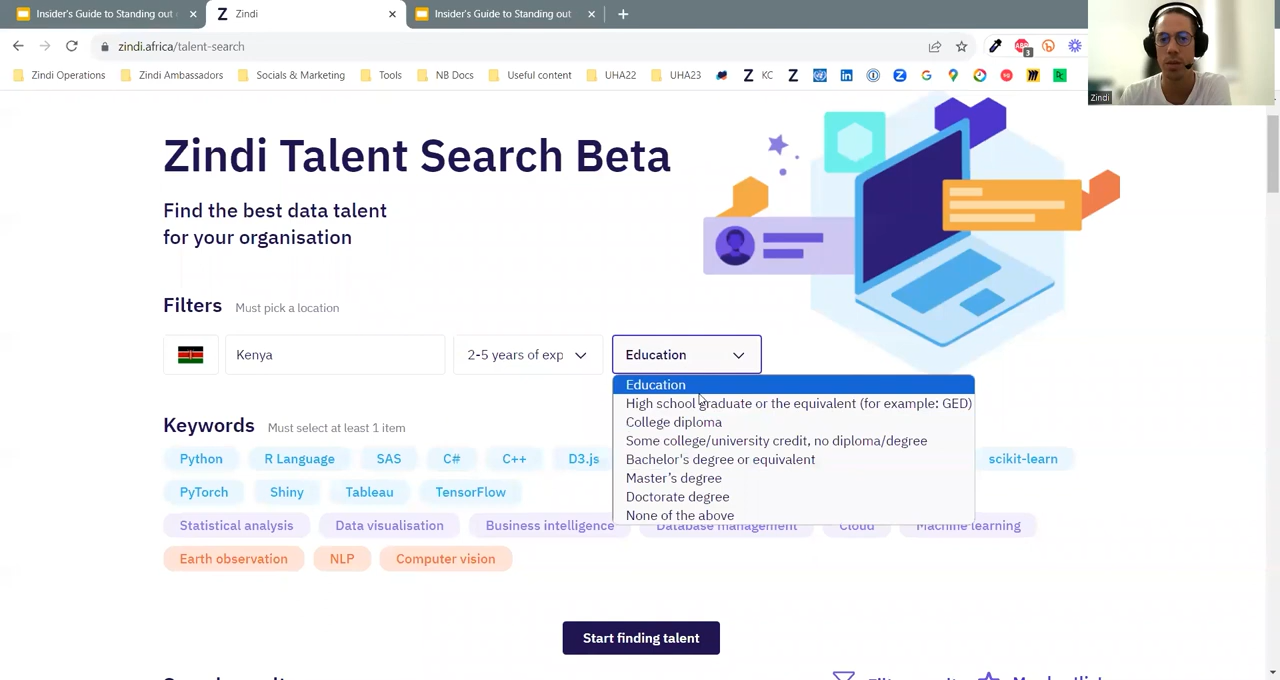 Insider's Guide to Standing out
Zindi
Insider's Guide to Standing out
zindi.africa/talent-search
3
Zindi Operations
Zindi Ambassadors
Socials & Marketing
Tools
NB Docs
Useful content
UHA22
UHA23
KC
Zindi
Zindi Talent Search Beta
Find the best data talent
for your organisation
Filters Must pick a location
Kenya
2-5 years of exp
Education
Education
High school graduate or the equivalent (for example: GED)
College diploma
Some college/university credit, no diploma/degree
Bachelor's degree or equivalent
Master's degree
Doctorate degree
None of the above
Keywords Must select at least 1 item
Python R Language SAS C# C++ D3.js scikit-learn
PyTorch Shiny Tableau TensorFlow
Statistical analysis Data visualisation Business intelligence Database management Cloud Machine learning
Earth observation NLP Computer vision
Start finding talent